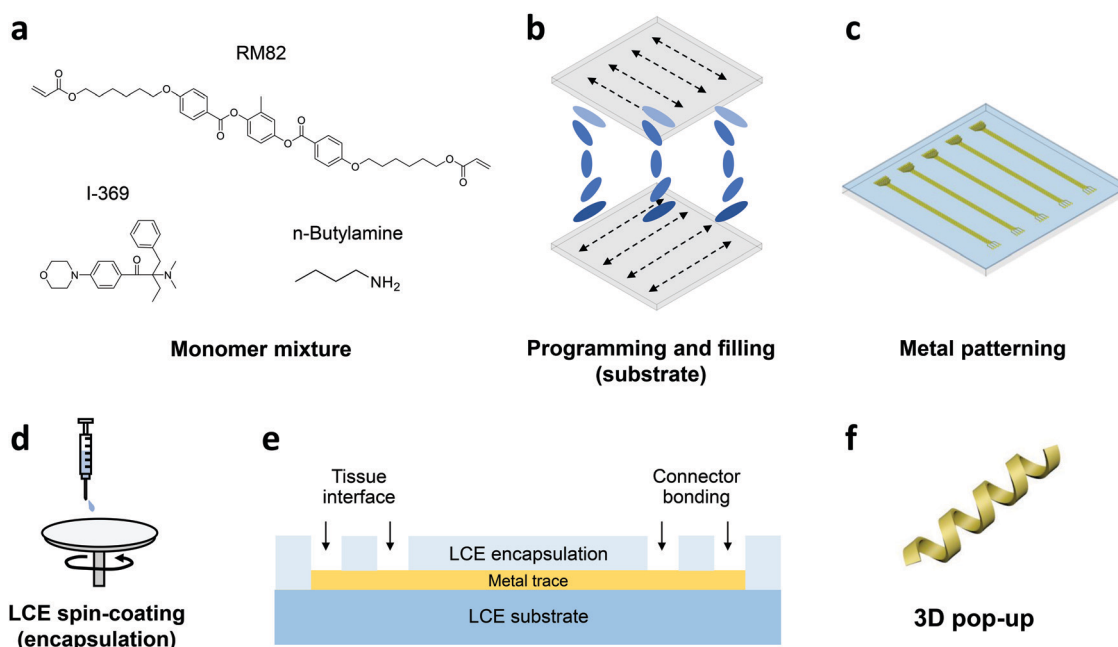 a
RM82
O
O
O
O
O
O
O
O
O
O
I-369
O
N
O
N
n-Butylamine
NH2
Monomer mixture
b
Programming and filling
(substrate)
c
Metal patterning
d
LCE spin-coating
(encapsulation)
e
Tissue
interface
Connector
bonding
LCE encapsulation
Metal trace
LCE substrate
f
3D pop-up